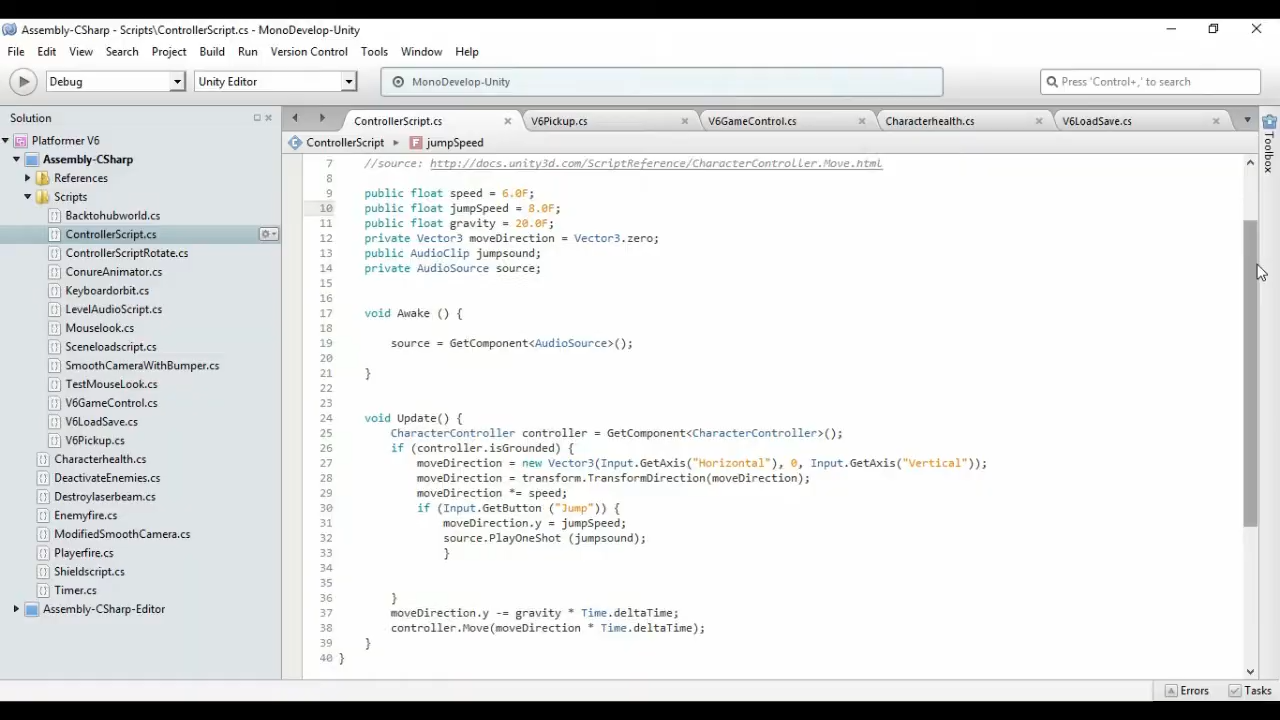 Assembly-CSharp - Scripts\ControllerScript.cs - MonoDevelop-Unity
File Edit View Search Project Build Run Version Control Tools Window Help
Debug Unity Editor MonoDevelop-Unity Press 'Control+,' to search
Solution
Platformer V6
Assembly-CSharp
References
Scripts
Backtohubworld.cs
ControllerScript.cs
ControllerScriptRotate.cs
ConureAnimator.cs
Keyboardorbit.cs
LevelAudioScript.cs
Mouselook.cs
Sceneloadscript.cs
SmoothCameraWithBumper.cs
TestMouseLook.cs
V6GameControl.cs
V6LoadSave.cs
V6Pickup.cs
Characterhealth.cs
DeactivateEnemies.cs
Destroylaserbeam.cs
Enemyfire.cs
ModifiedSmoothCamera.cs
Playerfire.cs
Shieldscript.cs
Timer.cs
Assembly-CSharp-Editor
ControllerScript.cs V6Pickup.cs V6GameControl.cs Characterhealth.cs V6LoadSave.cs
ControllerScript jumpSpeed
7 //source: http://docs.unity3d.com/ScriptReference/CharacterController.Move.html
8
9 public float speed = 6.0F;
10 public float jumpSpeed = 8.0F;
11 public float gravity = 20.0F;
12 private Vector3 moveDirection = Vector3.zero;
13 public AudioClip jumpsound;
14 private AudioSource source;
15
16
17 void Awake () {
18
19 source = GetComponent<AudioSource>();
20
21 }
22
23
24 void Update() {
25 CharacterController controller = GetComponent<CharacterController>();
26 if (controller.isGrounded) {
27 moveDirection = new Vector3(Input.GetAxis("Horizontal"), 0, Input.GetAxis("Vertical"));
28 moveDirection = transform.TransformDirection(moveDirection);
29 moveDirection *= speed;
30 if (Input.GetButton ("Jump")) {
31 moveDirection.y = jumpSpeed;
32 source.PlayOneShot (jumpsound);
33 }
34
35
36 }
37 moveDirection.y -= gravity * Time.deltaTime;
38 controller.Move(moveDirection * Time.deltaTime);
39 }
40 }
Toolbox
Errors Tasks